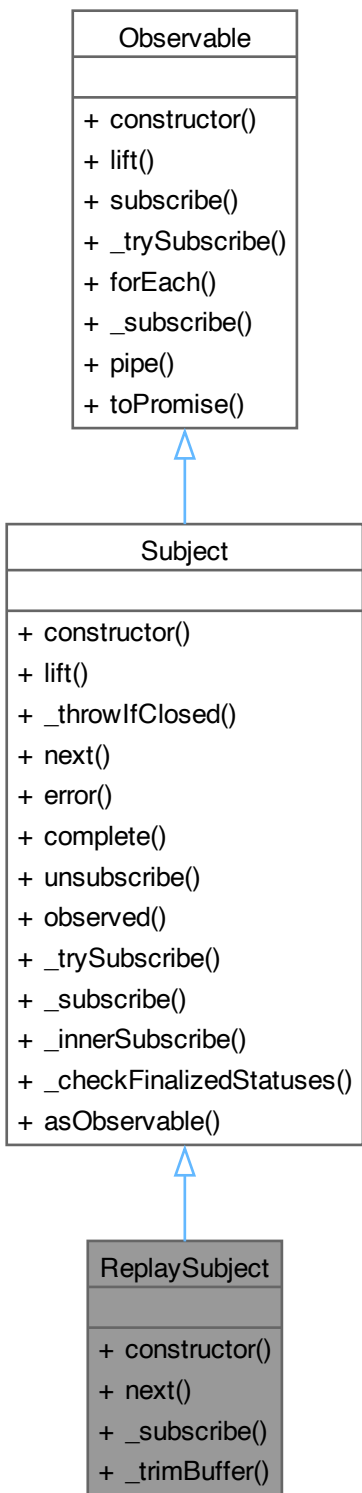 Observable
+ constructor()
+ lift()
+ subscribe()
+ _trySubscribe()
+ forEach()
+ _subscribe()
+ pipe()
+ toPromise()
Subject
+ constructor()
+ lift()
+ _throwIfClosed()
+ next()
+ error()
+ complete()
+ unsubscribe()
+ observed()
+ _trySubscribe()
+ _subscribe()
+ _innerSubscribe()
+ _checkFinalizedStatuses()
+ asObservable()
ReplaySubject
+ constructor()
+ next()
+ _subscribe()
+ _trimBuffer()